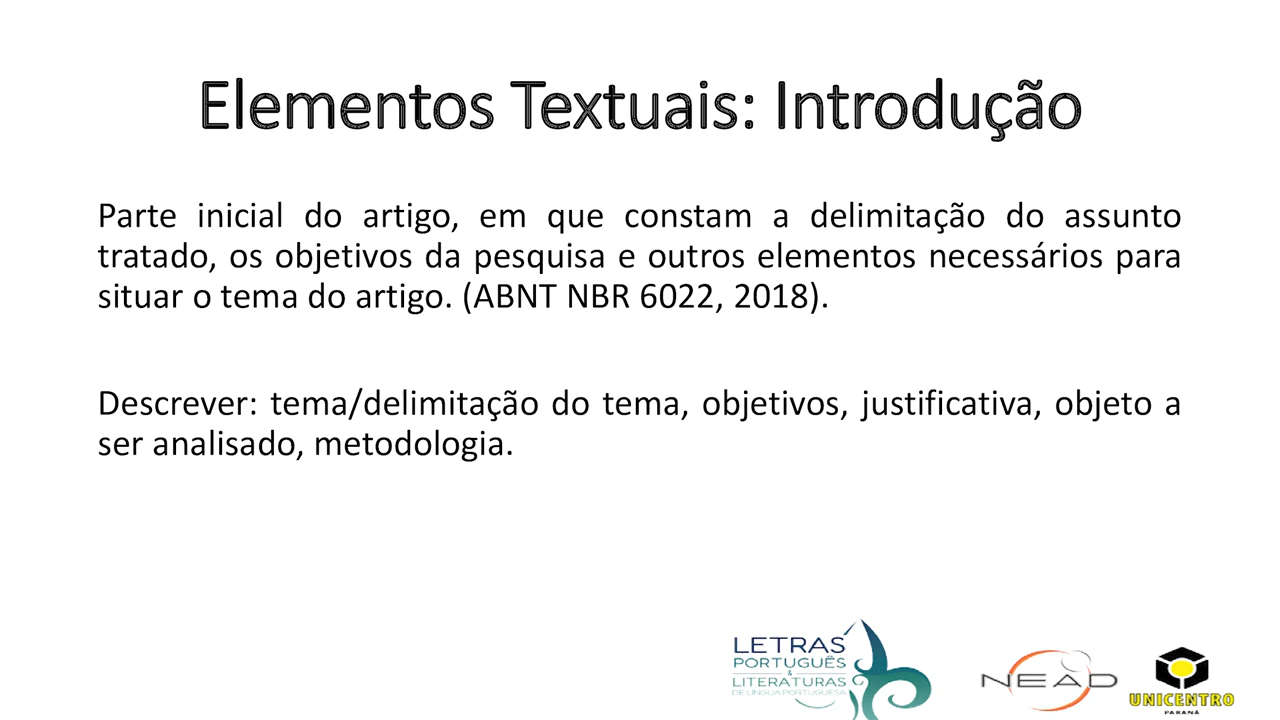 Elementos Textuais: Introdução
Parte inicial do artigo, em que constam a delimitação do assunto
tratado, os objetivos da pesquisa e outros elementos necessários para
situar o tema do artigo. (ABNT NBR 6022, 2018).
Descrever: tema/delimitação do tema, objetivos, justificativa, objeto a
ser analisado, metodologia.
LETRAS
PORTUGUÊS
&
LITERATURAS
DE LÍNGUA PORTUGUESA
NEAD
UNICENTRO
PARANÁ